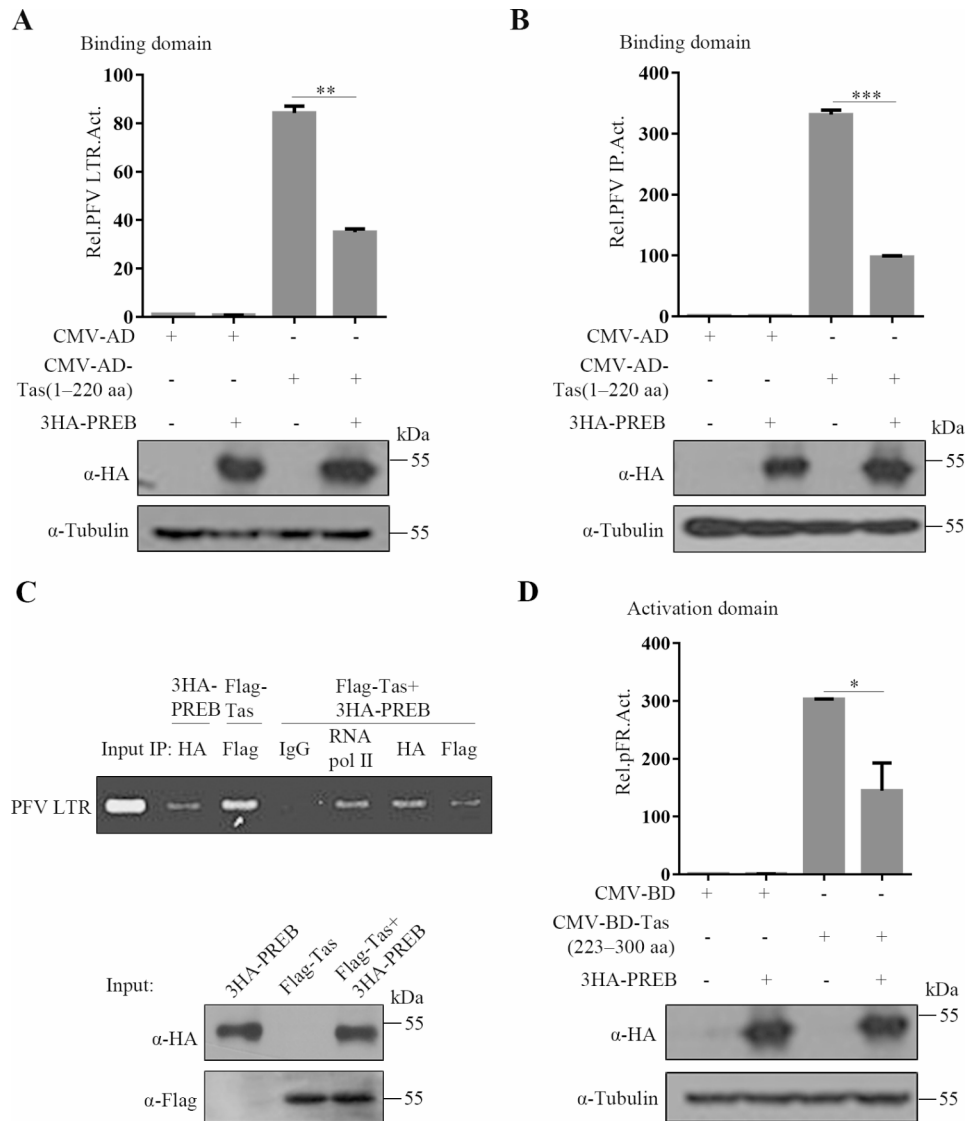 A
Binding domain
Rel.PFV LTR.Act.
100
80
60
40
20
0
**
CMV-AD + + - -
CMV-AD-
Tas(1–220 aa) - - + +
3HA-PREB - + - +
kDa
α-HA 55
α-Tubulin 55
B
Binding domain
Rel.PFV IP.Act.
400
300
200
100
0
***
CMV-AD + + - -
CMV-AD-
Tas(1–220 aa) - - + +
3HA-PREB - + - +
kDa
α-HA 55
α-Tubulin 55
C
3HA-
PREB
Flag-
Tas
Flag-Tas+
3HA-PREB
Input IP: HA Flag IgG RNA pol II HA Flag
PFV LTR
Input: 3HA-PREB Flag-Tas Flag-Tas+
3HA-PREB
kDa
α-HA 55
α-Flag 55
D
Activation domain
Rel.pFR.Act.
400
300
200
100
0
*
CMV-BD + + - -
CMV-BD-Tas
(223–300 aa) - - + +
3HA-PREB - + - +
kDa
α-HA 55
α-Tubulin 55